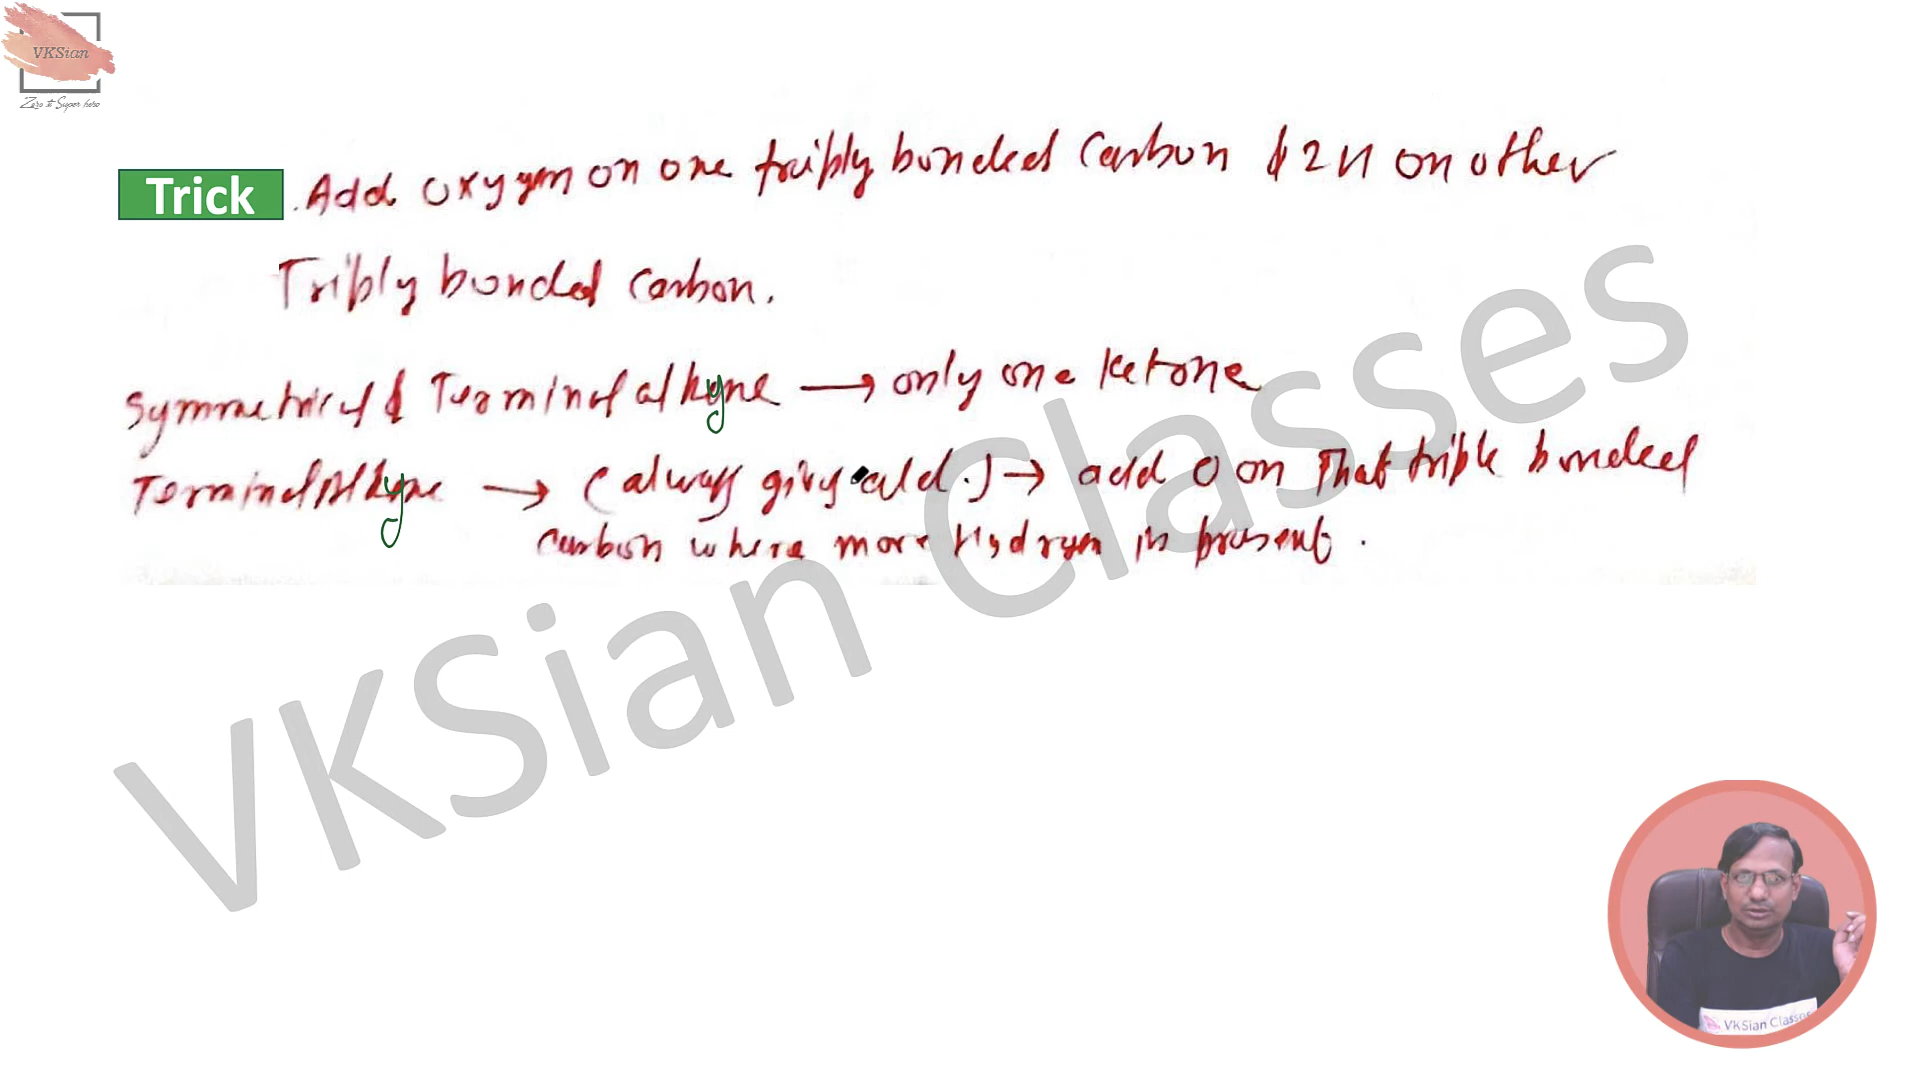 VKSian
Zero to Super hero
Trick
. Add oxygen on one triply bonded carbon & 2H on other
Triply bonded carbon.
Symmetrical & Terminal alkyne → only one ketone
Terminal Alkyne → (always gives ald.) → add O on that triple bonded
carbon where more Hydrogen is present.
VKSian Classes
VKSian Classes